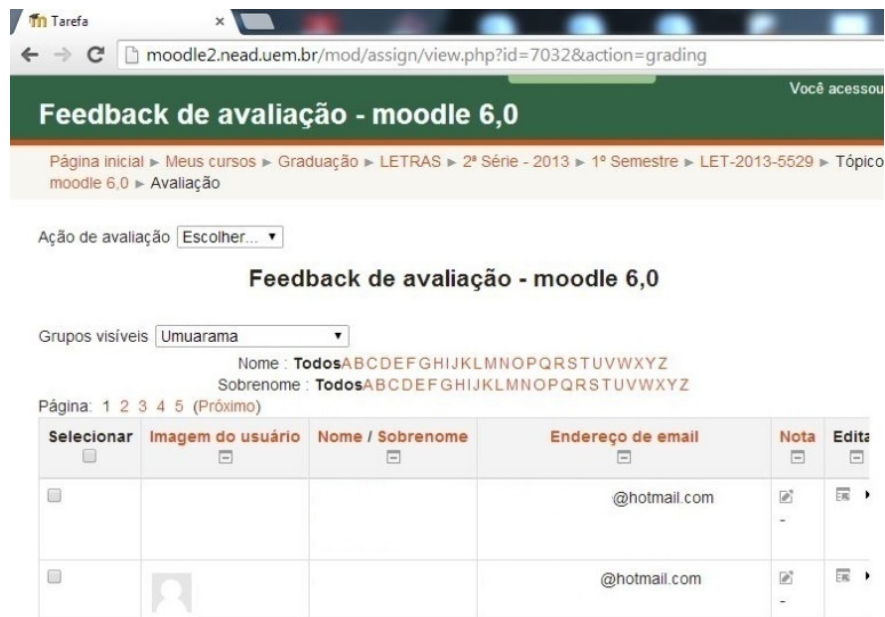 Tarefa
moodle2.nead.uem.br/mod/assign/view.php?id=7032&action=grading
Você acessou
Feedback de avaliação - moodle 6,0
Página inicial ► Meus cursos ► Graduação ► LETRAS ► 2ª Série - 2013 ► 1º Semestre ► LET-2013-5529 ► Tópico
moodle 6,0 ► Avaliação
Ação de avaliação Escolher...
Feedback de avaliação - moodle 6,0
Grupos visíveis Umuarama
Nome : Todos A B C D E F G H I J K L M N O P Q R S T U V W X Y Z
Sobrenome : Todos A B C D E F G H I J K L M N O P Q R S T U V W X Y Z
Página: 1 2 3 4 5 (Próximo)
Selecionar Imagem do usuário Nome / Sobrenome Endereço de email Nota Edita
@hotmail.com
-
@hotmail.com
-